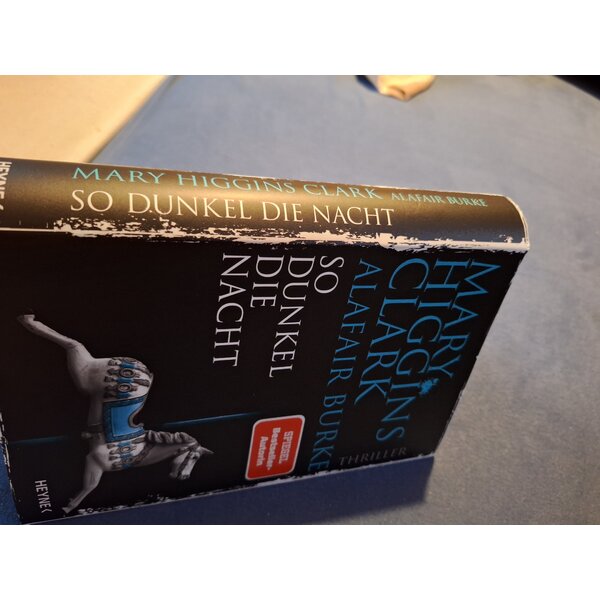 MARY HIGGINS CLARK ALAFAIR BURKE
SO DUNKEL DIE NACHT
HEYNE <
MARY
HIGGINS
CLARK
ALAFAIR BURKE
THRILLER
SO
DUNKEL
DIE
NACHT
SPIEGEL
Bestseller-
Autorin
HEYNE <